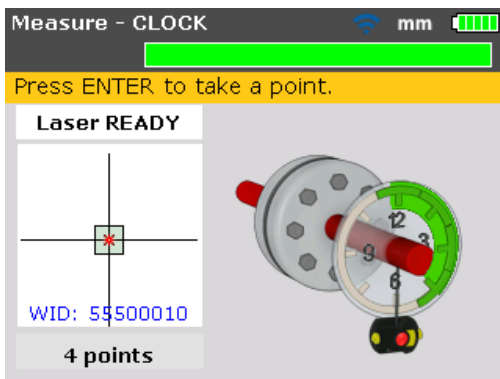 Measure - CLOCK mm
Press ENTER to take a point.
Laser READY
WID: 55500010
4 points
12
3
9
6